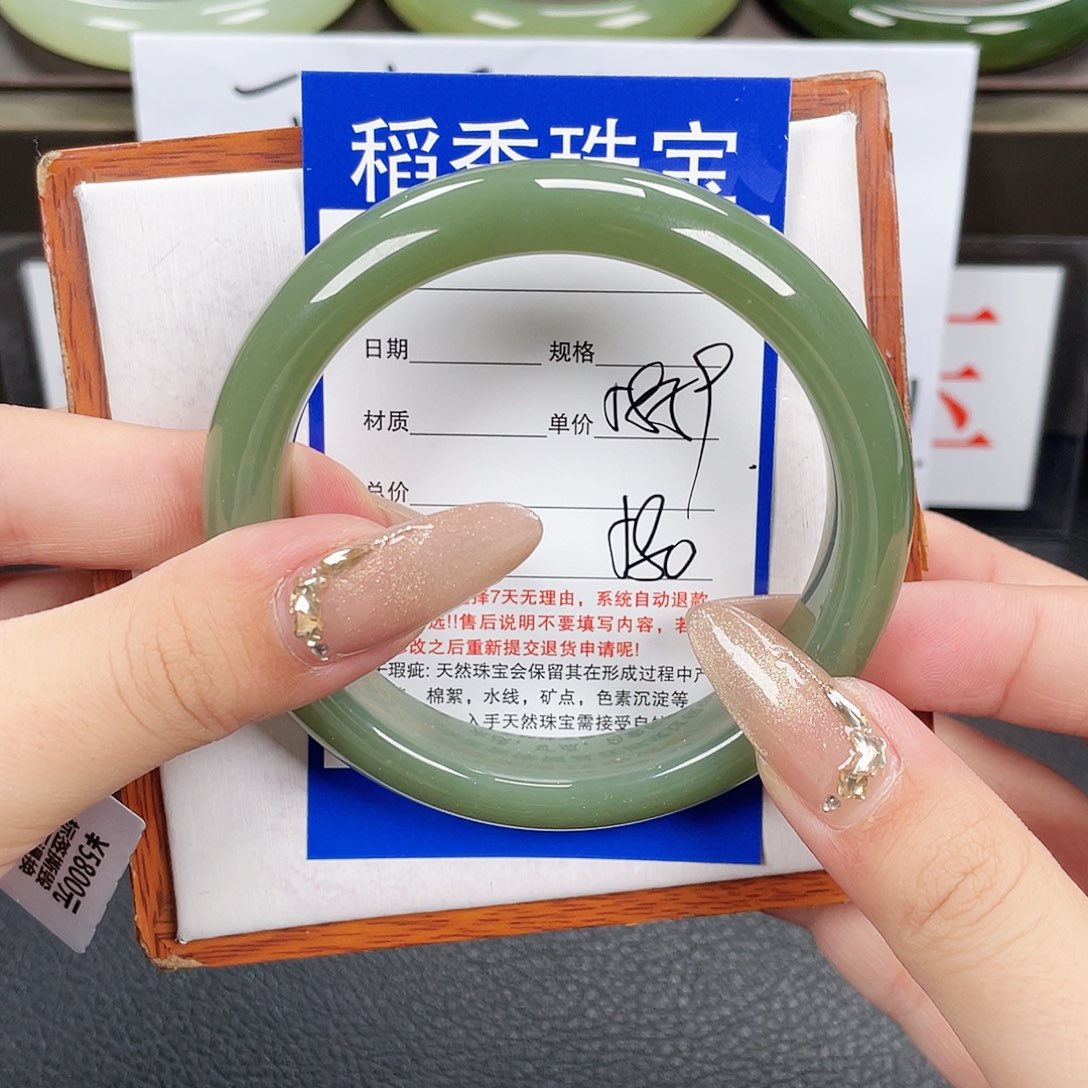 稻香珠宝
日期 规格
材质 单价
总价
择7天无理由，系统自动退款
选!!售后说明不要填写内容，若
改之后重新提交退货申请呢!
瑕疵: 天然珠宝会保留其在形成过程中产
棉絮，水线，矿点，色素沉淀等
入手天然珠宝需接受自
¥5800元